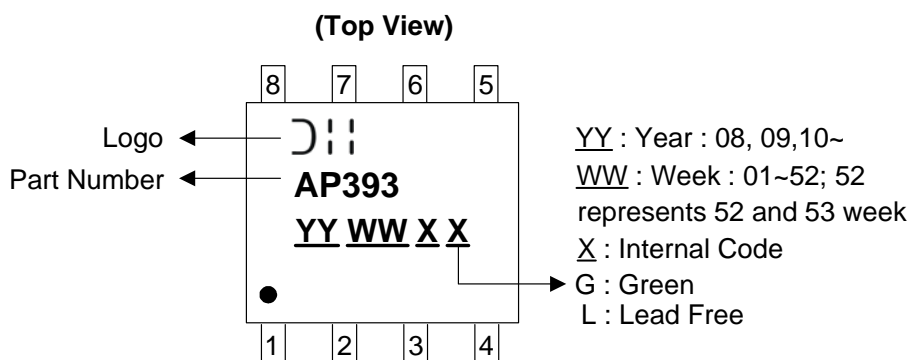 (Top View)
8 7 6 5
Logo
Part Number
AP393
YY WW X X
YY : Year : 08, 09,10~
WW : Week : 01~52; 52
represents 52 and 53 week
X : Internal Code
G : Green
L : Lead Free
1 2 3 4